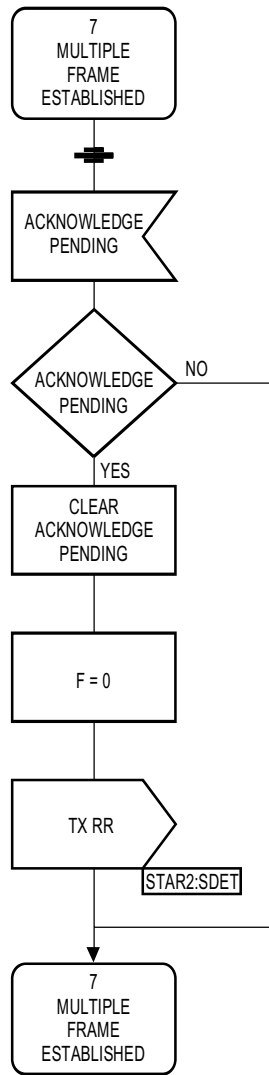 7
MULTIPLE
FRAME
ESTABLISHED
ACKNOWLEDGE
PENDING
ACKNOWLEDGE
PENDING
NO
YES
CLEAR
ACKNOWLEDGE
PENDING
F = 0
TX RR
STAR2:SDET
7
MULTIPLE
FRAME
ESTABLISHED